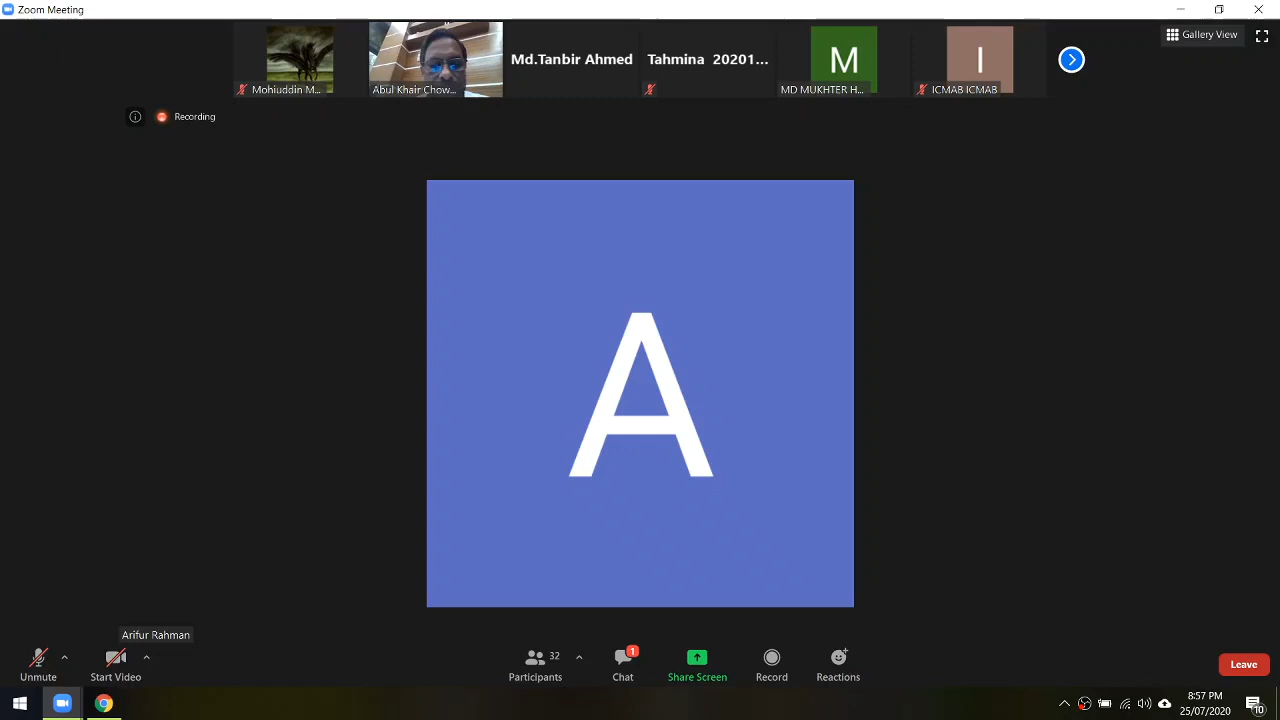 Zoom Meeting
Gallery View
Mohiuddin M...
Abul Khair Chow...
Md.Tanbir Ahmed
Tahmina 20201...
M
MD MUKHTER H...
I
ICMAB ICMAB
Recording
A
Arifur Rahman
Unmute
Start Video
32
Participants
1
Chat
Share Screen
Record
Reactions
Leave
8:57 PM
25/07/2020
10